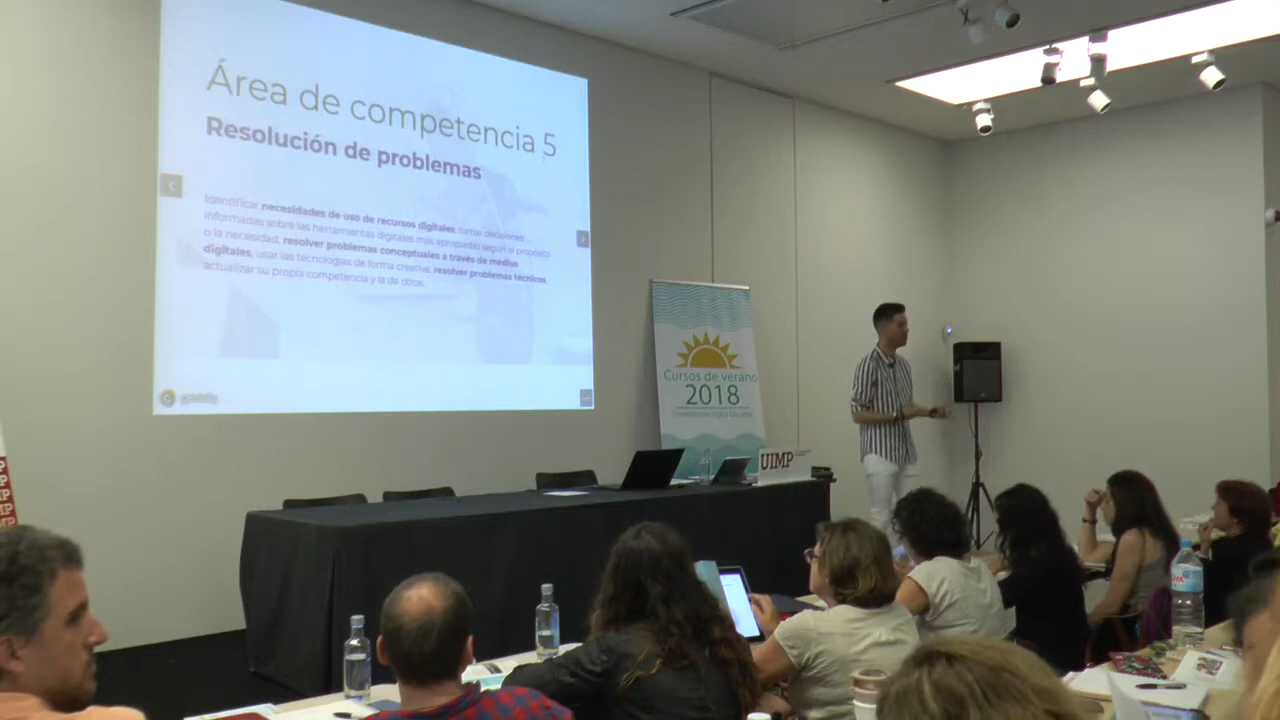 Área de competencia 5
Resolución de problemas
Identificar necesidades de uso de recursos digitales, tomar decisiones
informadas sobre las herramientas digitales más apropiadas según el propósito
o la necesidad, resolver problemas conceptuales a través de medios
digitales, usar las tecnologías de forma creativa, resolver problemas técnicos,
actualizar su propia competencia y la de otros.
Cursos de verano
2018
UIMP